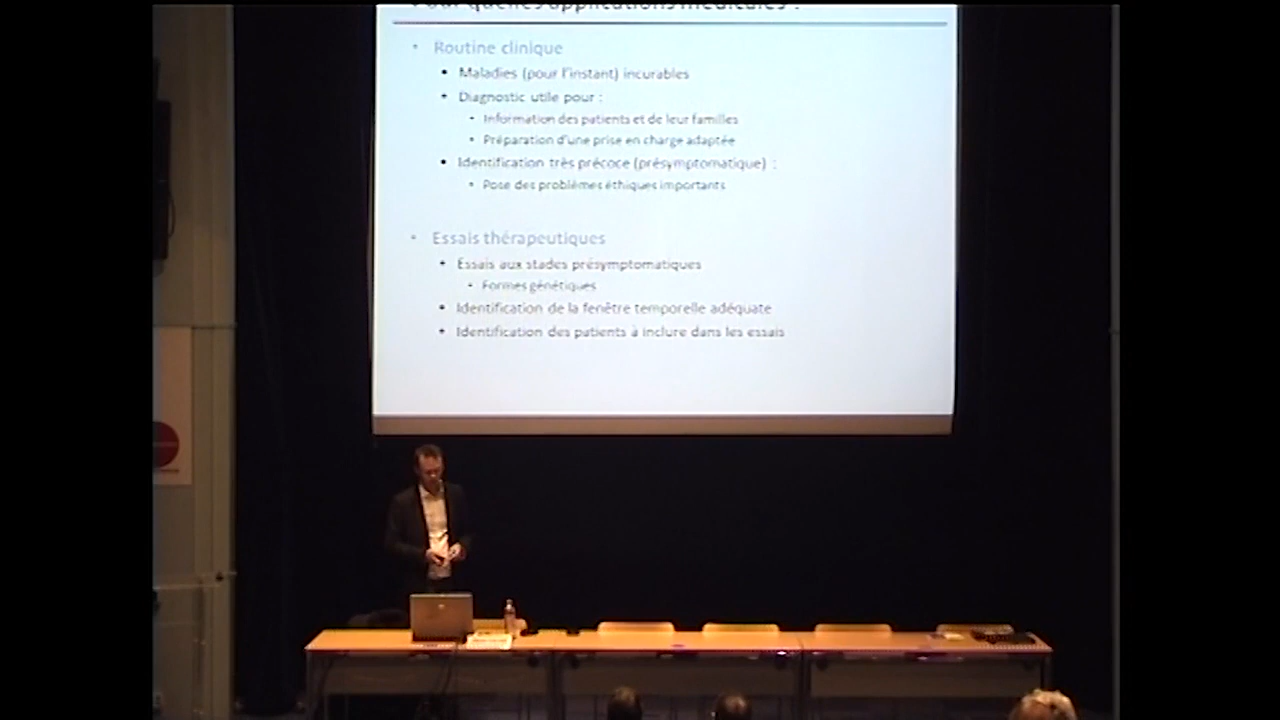 Pour quelles applications médicales ?
• Routine clinique
• Maladies (pour l'instant) incurables
• Diagnostic utile pour :
• Information des patients et de leur familles
• Préparation d'une prise en charge adaptée
• Identification très précoce (présymptomatique) :
• Pose des problèmes éthiques importants
• Essais thérapeutiques
• Essais aux stades présymptomatiques
• Formes génétiques
• Identification de la fenêtre temporelle adéquate
• Identification des patients à inclure dans les essais